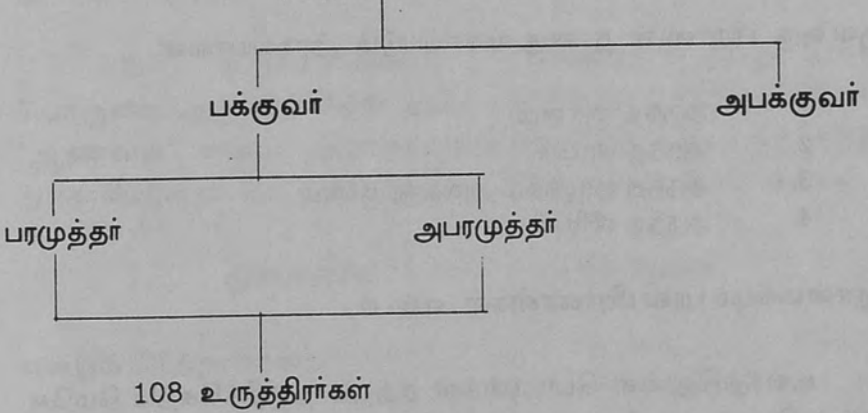 பக்குவர் அபக்குவர்
பரமுத்தர் அபரமுத்தர்
108 உருத்திரர்கள்